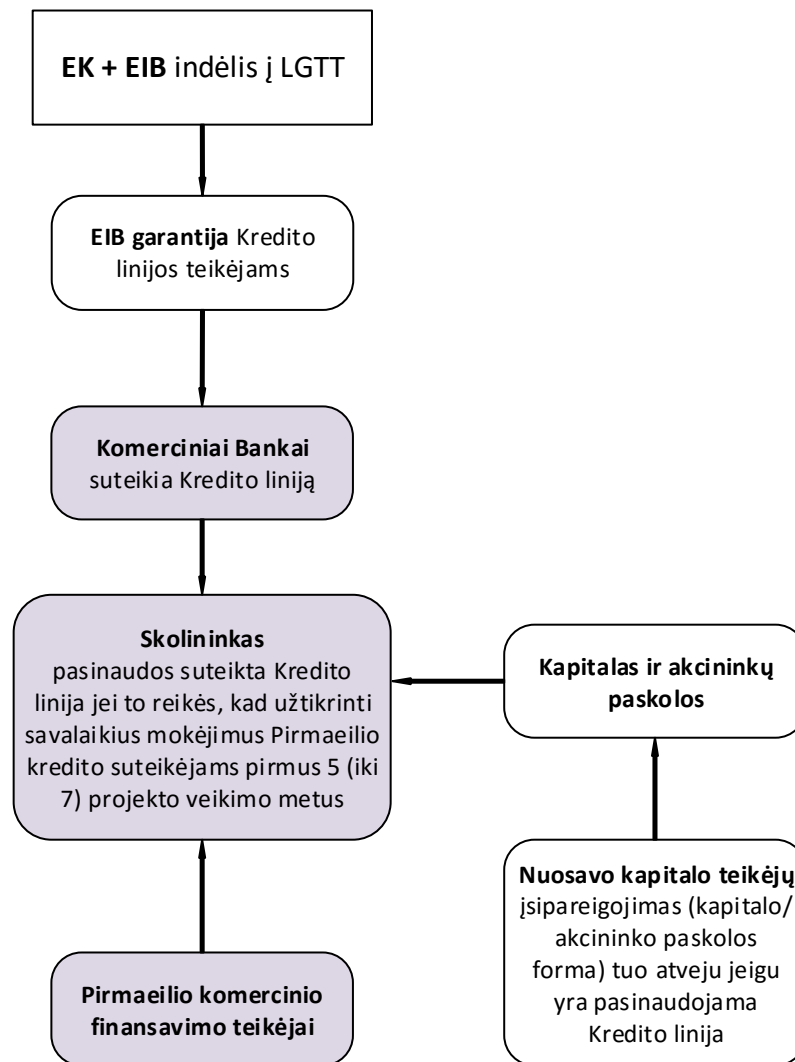 EK + EIB indėlis į LGTT
EIB garantija Kredito
linijos teikėjams
Komerciniai Bankai
suteikia Kredito liniją
Skolininkas
pasinaudos suteikta Kredito
linija jei to reikės, kad užtikrinti
savalaikius mokėjimus Pirmaeilio
kredito suteikėjams pirmus 5 (iki
7) projekto veikimo metus
Kapitalas ir akcininkų
paskolos
Pirmaeilio komercinio
finansavimo teikėjai
Nuosavo kapitalo teikėjų
įsipareigojimas (kapitalo/
akcininko paskolos
forma) tuo atveju jeigu
yra pasinaudojama
Kredito linija